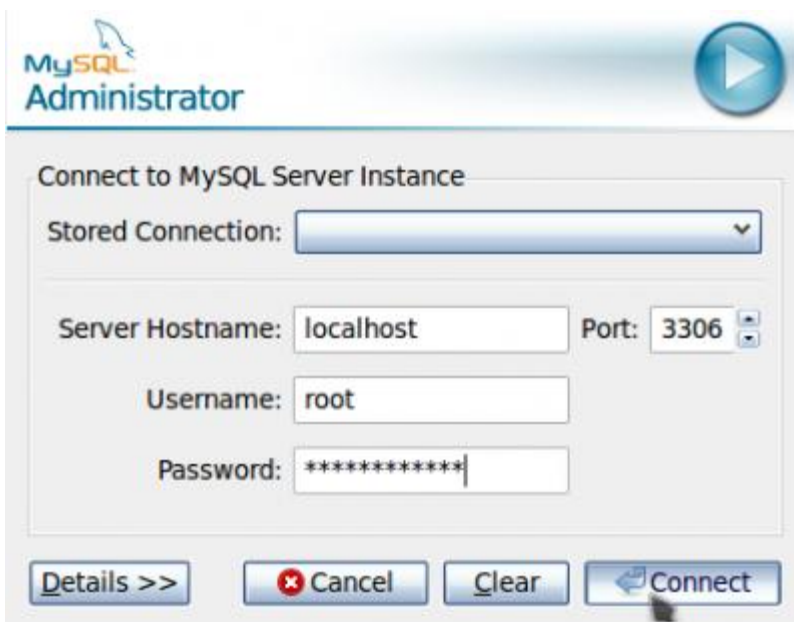 MySQL
Administrator
Connect to MySQL Server Instance
Stored Connection:
Server Hostname: localhost Port: 3306
Username: root
Password: ************
Details >> Cancel Clear Connect